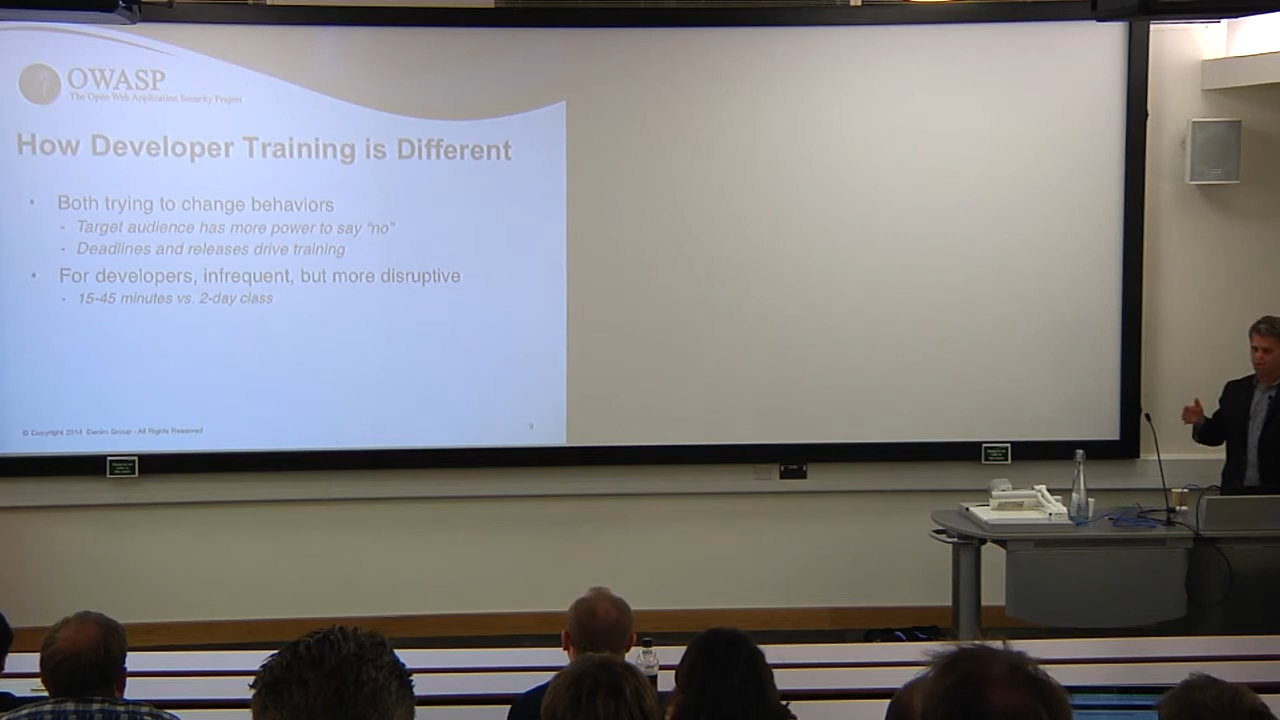 OWASP
The Open Web Application Security Project
How Developer Training is Different
• Both trying to change behaviors
- Target audience has more power to say “no”
- Deadlines and releases drive training
• For developers, infrequent, but more disruptive
- 15-45 minutes vs. 2-day class
© Copyright 2014 Denim Group - All Rights Reserved
9